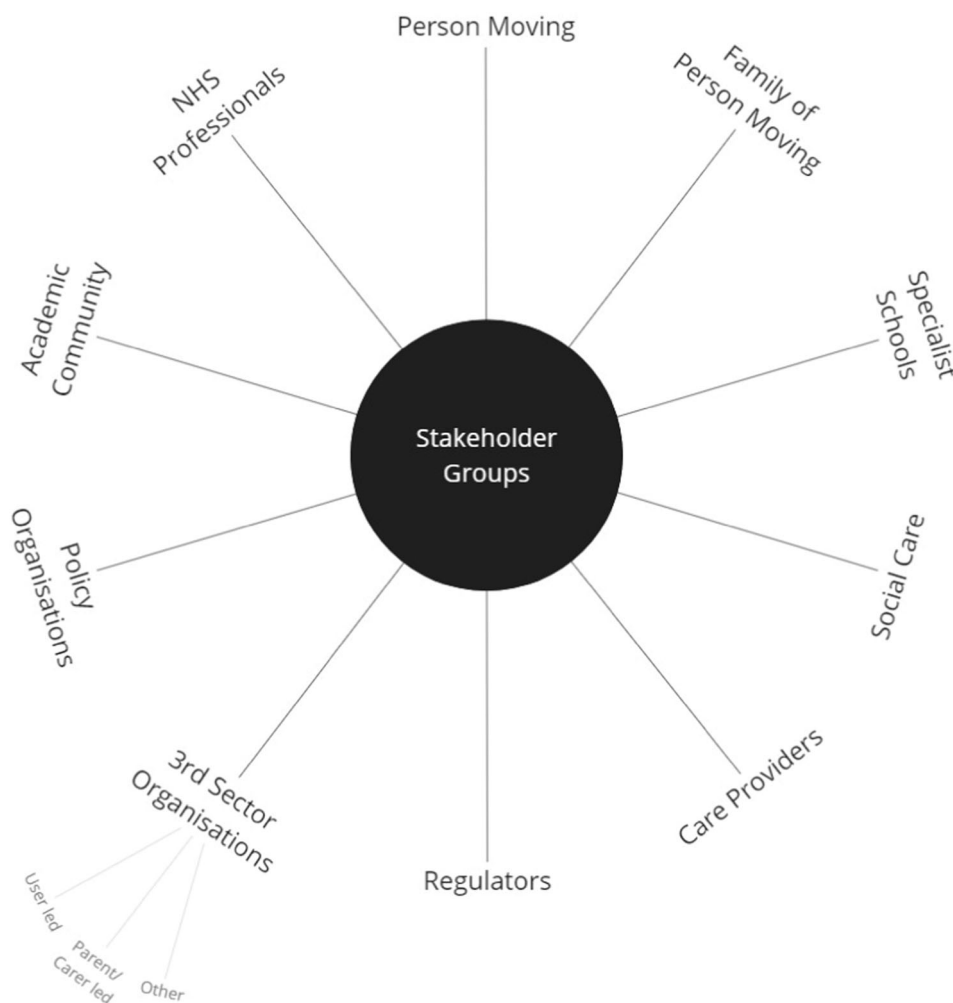 Person Moving
Family of
Person Moving
Specialist
Schools
Social Care
Care Providers
Regulators
3rd Sector
Organisations
User led
Parent/
Carer led
Other
Policy
Organisations
Academic
Community
NHS
Professionals
Stakeholder
Groups